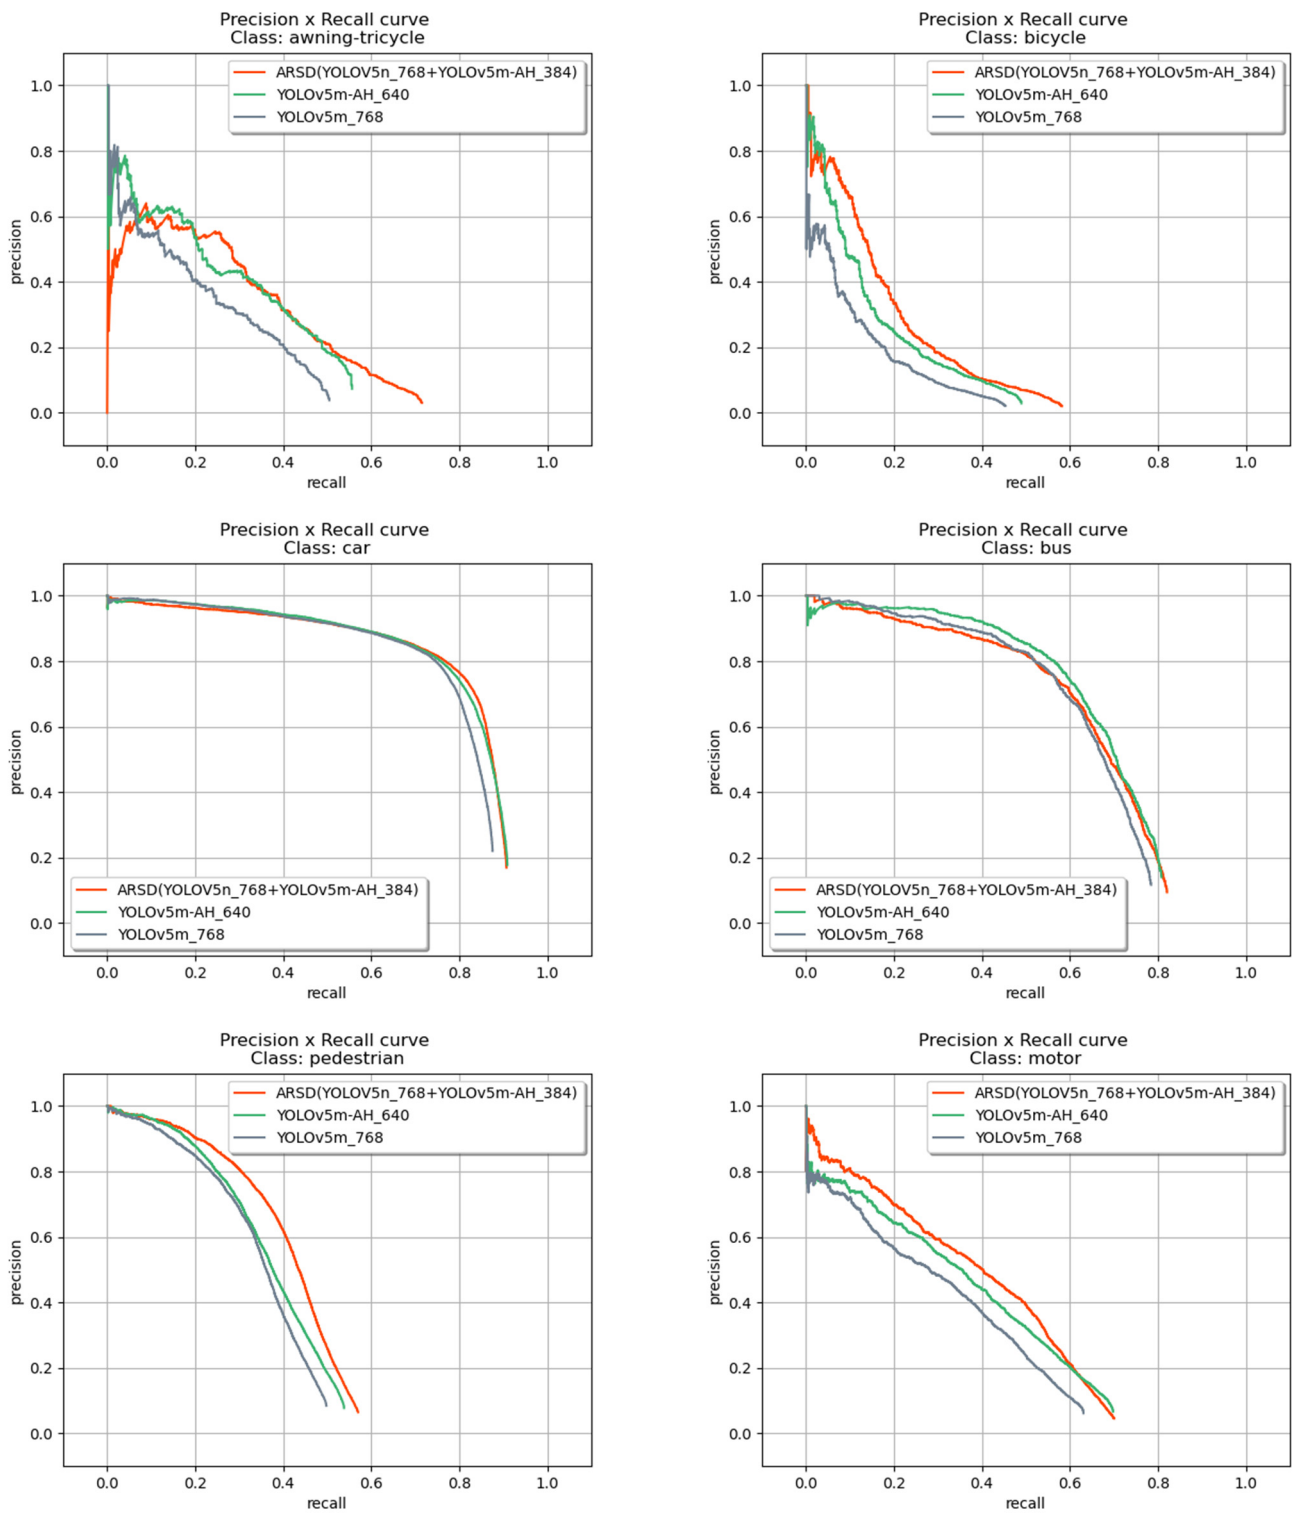 Precision x Recall curve
Class: awning-tricycle
ARSD(YOLOV5n_768+YOLOv5m-AH_384)
YOLOv5m-AH_640
YOLOv5m_768
1.0
0.8
0.6
0.4
0.2
0.0
precision
0.0 0.2 0.4 0.6 0.8 1.0
recall
Precision x Recall curve
Class: bicycle
ARSD(YOLOV5n_768+YOLOv5m-AH_384)
YOLOv5m-AH_640
YOLOv5m_768
1.0
0.8
0.6
0.4
0.2
0.0
precision
0.0 0.2 0.4 0.6 0.8 1.0
recall
Precision x Recall curve
Class: car
1.0
0.8
0.6
0.4
0.2
0.0
precision
ARSD(YOLOV5n_768+YOLOv5m-AH_384)
YOLOv5m-AH_640
YOLOv5m_768
0.0 0.2 0.4 0.6 0.8 1.0
recall
Precision x Recall curve
Class: bus
1.0
0.8
0.6
0.4
0.2
0.0
precision
ARSD(YOLOV5n_768+YOLOv5m-AH_384)
YOLOv5m-AH_640
YOLOv5m_768
0.0 0.2 0.4 0.6 0.8 1.0
recall
Precision x Recall curve
Class: pedestrian
ARSD(YOLOV5n_768+YOLOv5m-AH_384)
YOLOv5m-AH_640
YOLOv5m_768
1.0
0.8
0.6
0.4
0.2
0.0
precision
0.0 0.2 0.4 0.6 0.8 1.0
recall
Precision x Recall curve
Class: motor
ARSD(YOLOV5n_768+YOLOv5m-AH_384)
YOLOv5m-AH_640
YOLOv5m_768
1.0
0.8
0.6
0.4
0.2
0.0
precision
0.0 0.2 0.4 0.6 0.8 1.0
recall